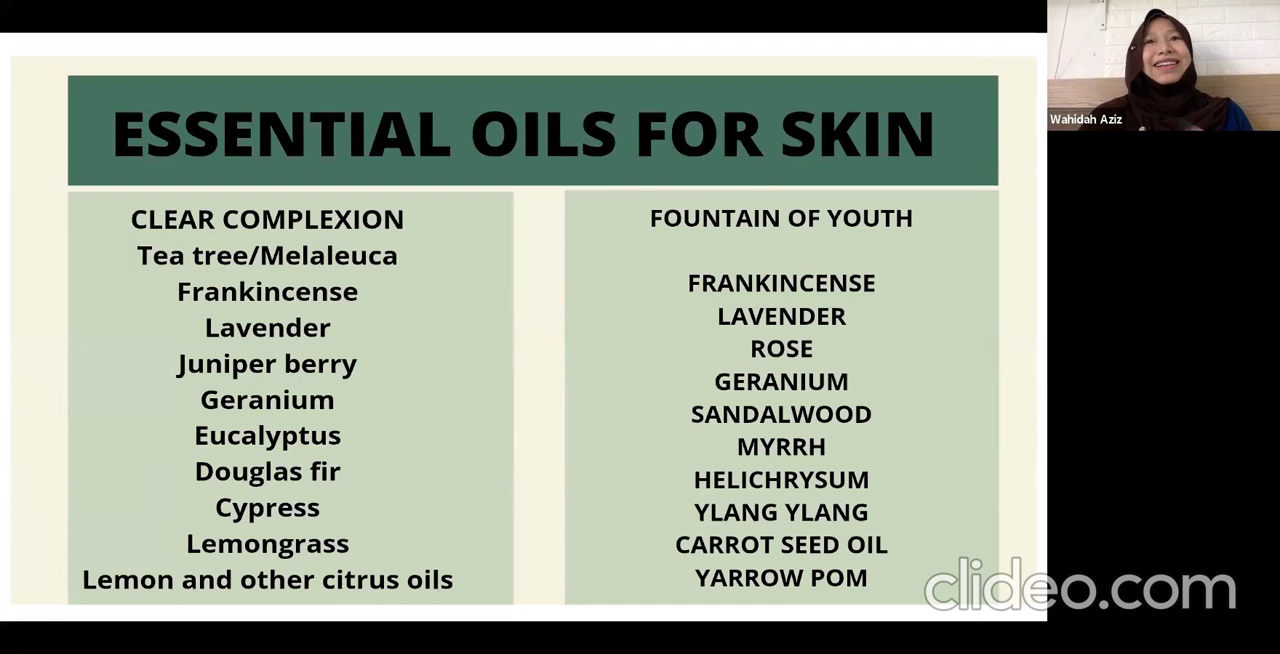 ESSENTIAL OILS FOR SKIN
CLEAR COMPLEXION
Tea tree/Melaleuca
Frankincense
Lavender
Juniper berry
Geranium
Eucalyptus
Douglas fir
Cypress
Lemongrass
Lemon and other citrus oils
FOUNTAIN OF YOUTH
FRANKINCENSE
LAVENDER
ROSE
GERANIUM
SANDALWOOD
MYRRH
HELICHRYSUM
YLANG YLANG
CARROT SEED OIL
YARROW POM
Wahidah Aziz
clideo.com